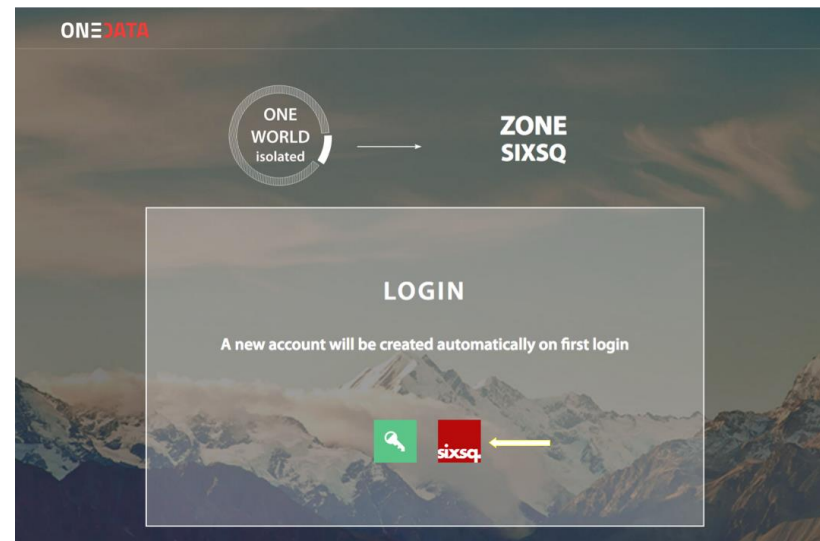 ONEDATA
ONE
WORLD
isolated
ZONE
SIXSQ
LOGIN
A new account will be created automatically on first login
sixsq.